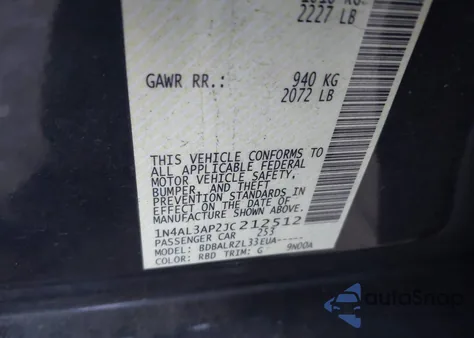 2227 LB
GAWR RR.: 940 KG
2072 LB
THIS VEHICLE CONFORMS TO
ALL APPLICABLE FEDERAL
MOTOR VEHICLE SAFETY,
BUMPER, AND THEFT
PREVENTION STANDARDS IN
EFFECT ON THE DATE OF
MANUFACTURE SHOWN ABOVE.
1N4AL3AP2JC212512
PASSENGER CAR 253
MODEL: BDBALRZL33EUA-----
COLOR: RBD TRIM: G 9N00A
autoSnap